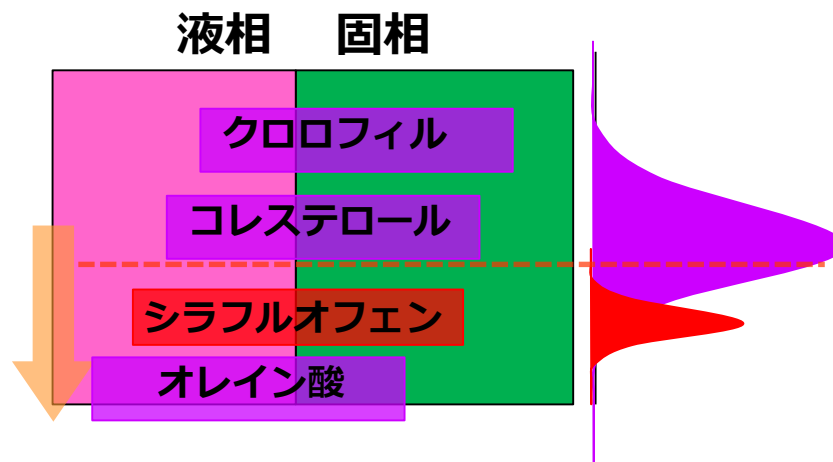 液相 固相
クロロフィル
コレステロール
シラフルオフェン
オレイン酸